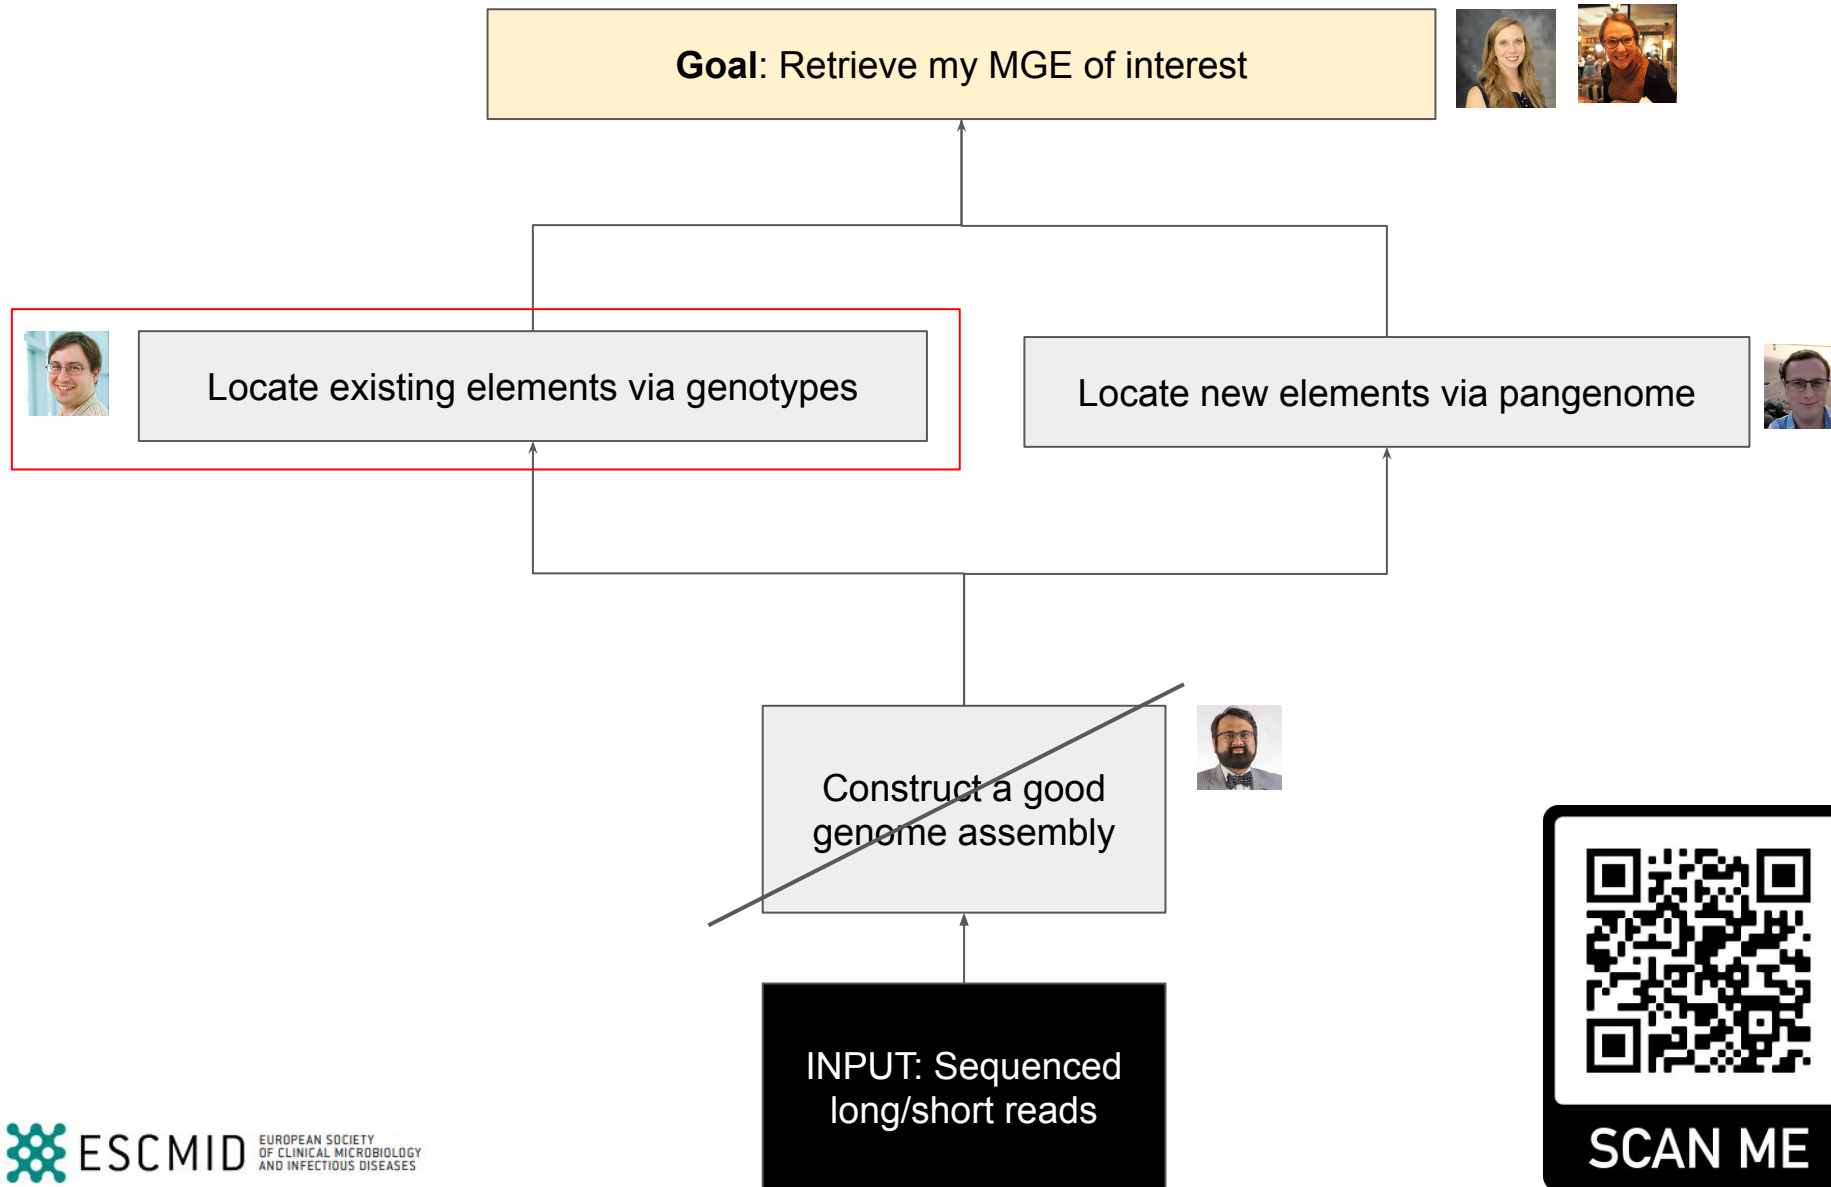 Goal: Retrieve my MGE of interest
Locate existing elements via genotypes
Locate new elements via pangenome
Construct a good
genome assembly
INPUT: Sequenced
long/short reads
ESCMID
EUROPEAN SOCIETY
OF CLINICAL MICROBIOLOGY
AND INFECTIOUS DISEASES
SCAN ME